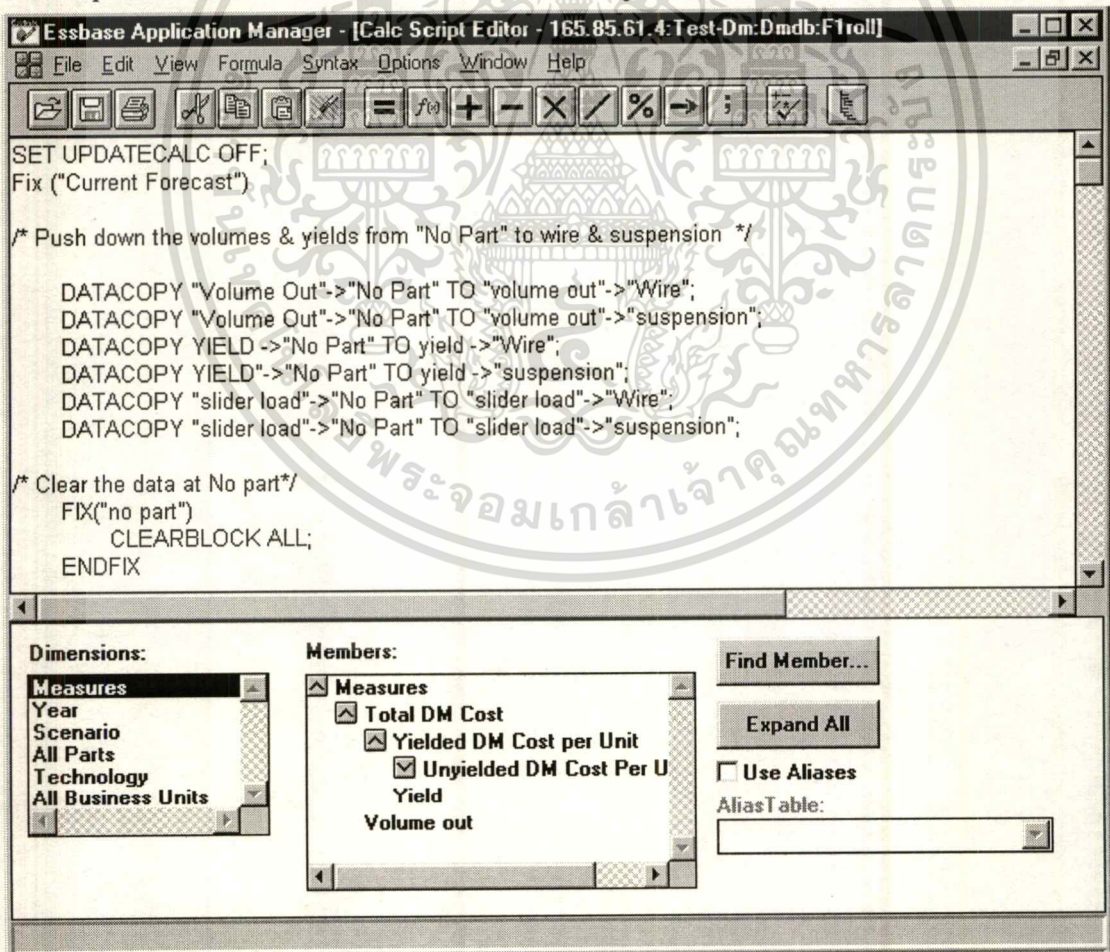 Essbase Application Manager - [Calc Script Editor - 165.85.61.4:Test-Dm:Dmdb:F1roll]
File Edit View Formula Syntax Options Window Help
SET UPDATECALC OFF;
Fix ("Current Forecast")
/* Push down the volumes & yields from "No Part" to wire & suspension */
DATACOPY "Volume Out"->"No Part" TO "volume out"->"Wire";
DATACOPY "Volume Out"->"No Part" TO "volume out"->"suspension";
DATACOPY YIELD ->"No Part" TO yield ->"Wire";
DATACOPY YIELD"->"No Part" TO yield ->"suspension";
DATACOPY "slider load"->"No Part" TO "slider load"->"Wire";
DATACOPY "slider load"->"No Part" TO "slider load"->"suspension";
/* Clear the data at No part*/
FIX("no part")
CLEARBLOCK ALL;
ENDFIX
Dimensions:
Measures
Year
Scenario
All Parts
Technology
All Business Units
Members:
Measures
Total DM Cost
Yielded DM Cost per Unit
Unyielded DM Cost Per U
Yield
Volume out
Find Member...
Expand All
Use Aliases
AliasTable: